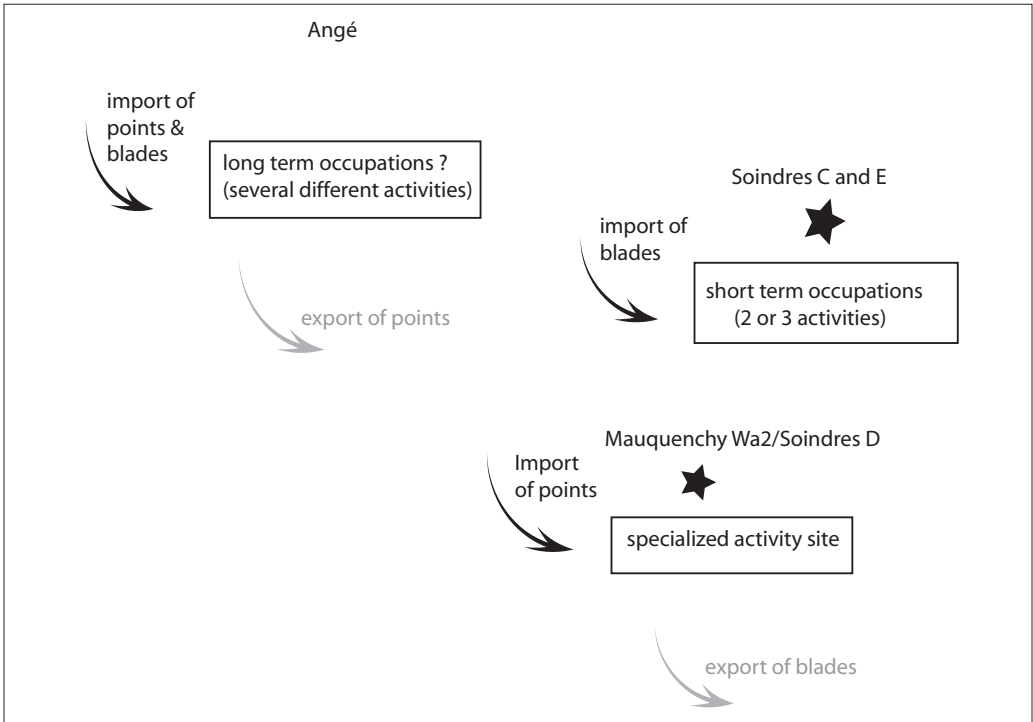 Angé
import of
points &
blades
long term occupations ?
(several different activities)
export of points
Soindres C and E
import of
blades
short term occupations
(2 or 3 activities)
Mauquenchy Wa2/Soindres D
Import
of points
specialized activity site
export of blades